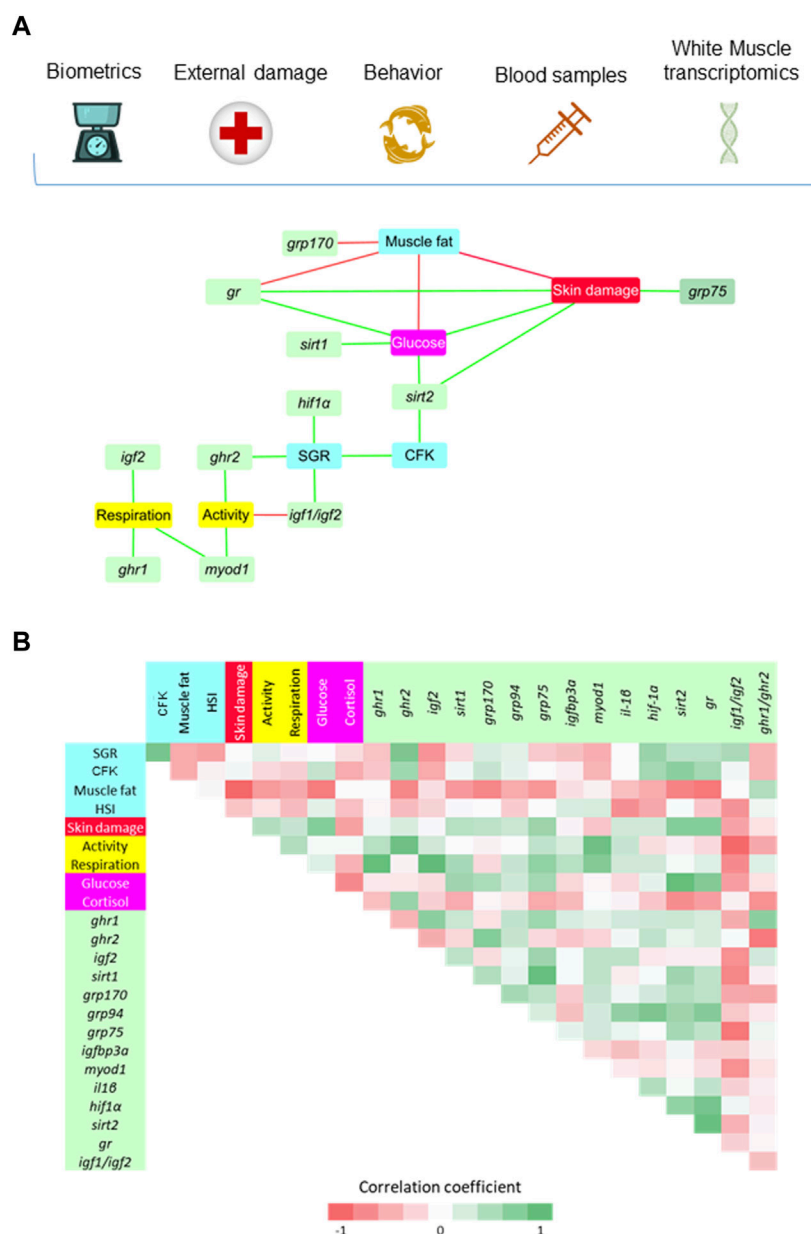 A
Biometrics External damage Behavior Blood samples White Muscle
transcriptomics
grp170 Muscle fat
gr Skin damage grp75
sirt1 Glucose
hif1α sirt2
igf2 ghr2 SGR CFK
Respiration Activity igf1/igf2
ghr1 myod1
B
CFK Muscle fat HSI Skin damage Activity Respiration Glucose Cortisol ghr1 ghr2 igf2 sirt1 grp170 grp94 grp75 igfbp3a myod1 il-1β hif-1α sirt2 gr igf1/igf2 ghr1/ghr2
SGR
CFK
Muscle fat
HSI
Skin damage
Activity
Respiration
Glucose
Cortisol
ghr1
ghr2
igf2
sirt1
grp170
grp94
grp75
igfbp3a
myod1
il1β
hif1α
sirt2
gr
igf1/igf2
Correlation coefficient
-1 0 1